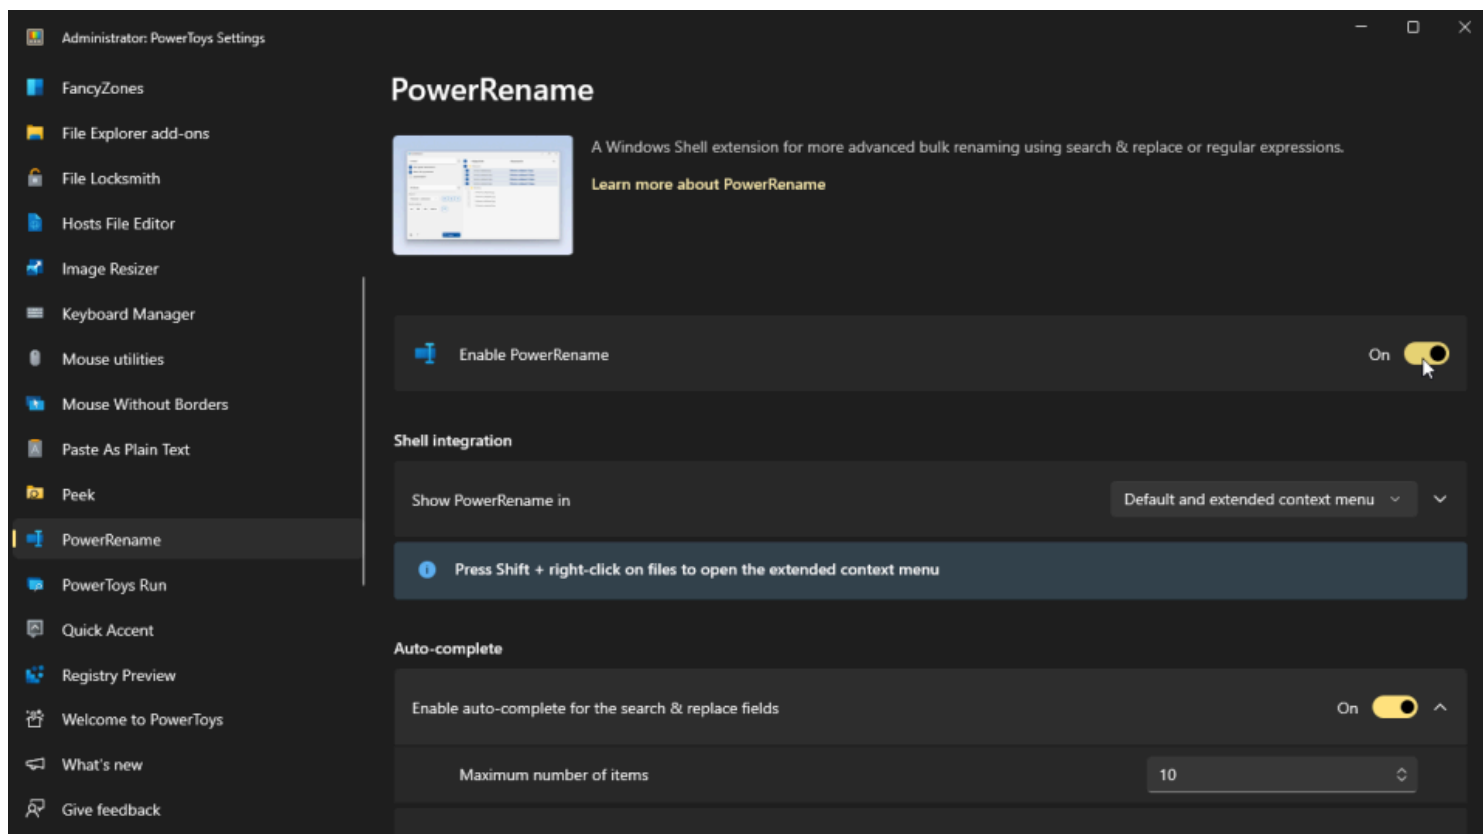 Administrator: PowerToys Settings
FancyZones
File Explorer add-ons
File Locksmith
Hosts File Editor
Image Resizer
Keyboard Manager
Mouse utilities
Mouse Without Borders
Paste As Plain Text
Peek
PowerRename
PowerToys Run
Quick Accent
Registry Preview
Welcome to PowerToys
What's new
Give feedback
PowerRename
A Windows Shell extension for more advanced bulk renaming using search & replace or regular expressions.
Learn more about PowerRename
Enable PowerRename
On
Shell integration
Show PowerRename in
Default and extended context menu
Press Shift + right-click on files to open the extended context menu
Auto-complete
Enable auto-complete for the search & replace fields
On
Maximum number of items
10